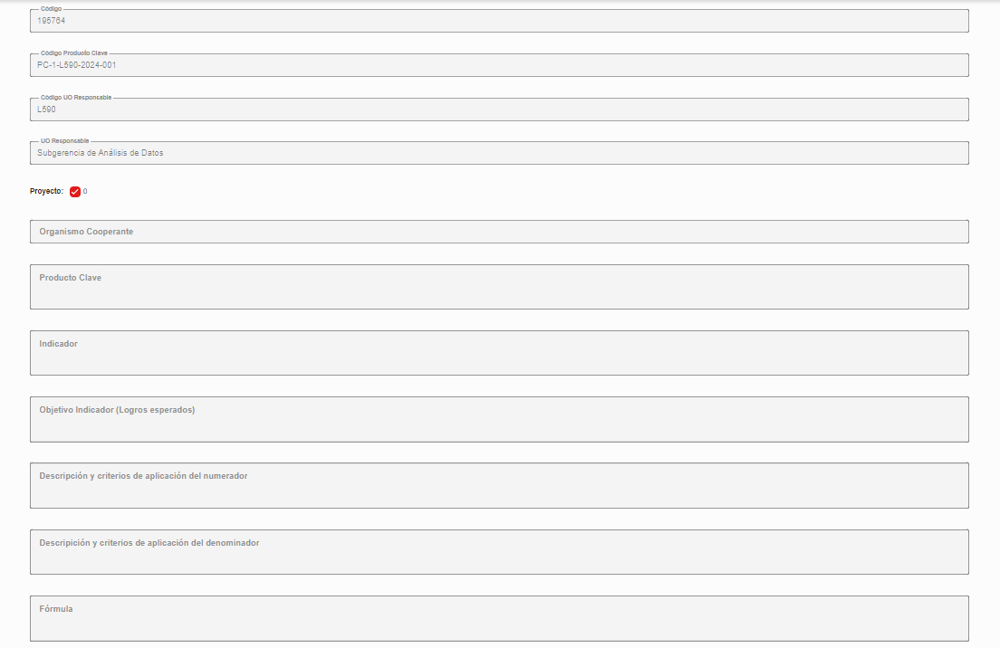 Código
195764
Código Producto Clave
PC-1-L590-2024-001
Código UO Responsable
L590
UO Responsable
Subgerencia de Análisis de Datos
Proyecto: 0
Organismo Cooperante
Producto Clave
Indicador
Objetivo Indicador (Logros esperados)
Descripción y criterios de aplicación del numerador
Descripición y criterios de aplicación del denominador
Fórmula